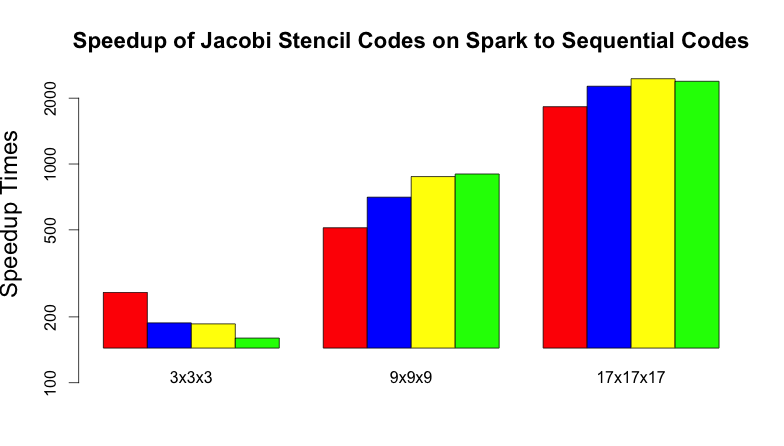 Speedup of Jacobi Stencil Codes on Spark to Sequential Codes
Speedup Times
2000
1000
500
200
100
3x3x3
9x9x9
17x17x17